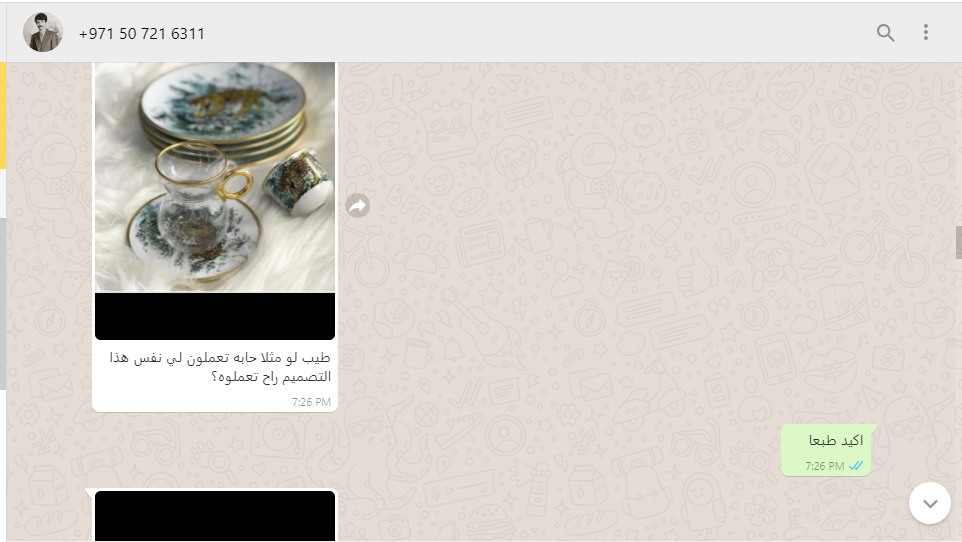 +971 50 721 6311
طيب لو مثلا حابه تعملون لي نفس هذا
التصميم راح تعملوه؟
7:26 PM
اكيد طبعا
7:26 PM